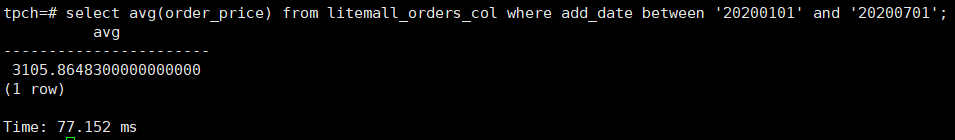 tpch=# select avg(order_price) from litemall_orders_col where add_date between '20200101' and '20200701';
avg
-----------------------
3105.8648300000000000
(1 row)
Time: 77.152 ms